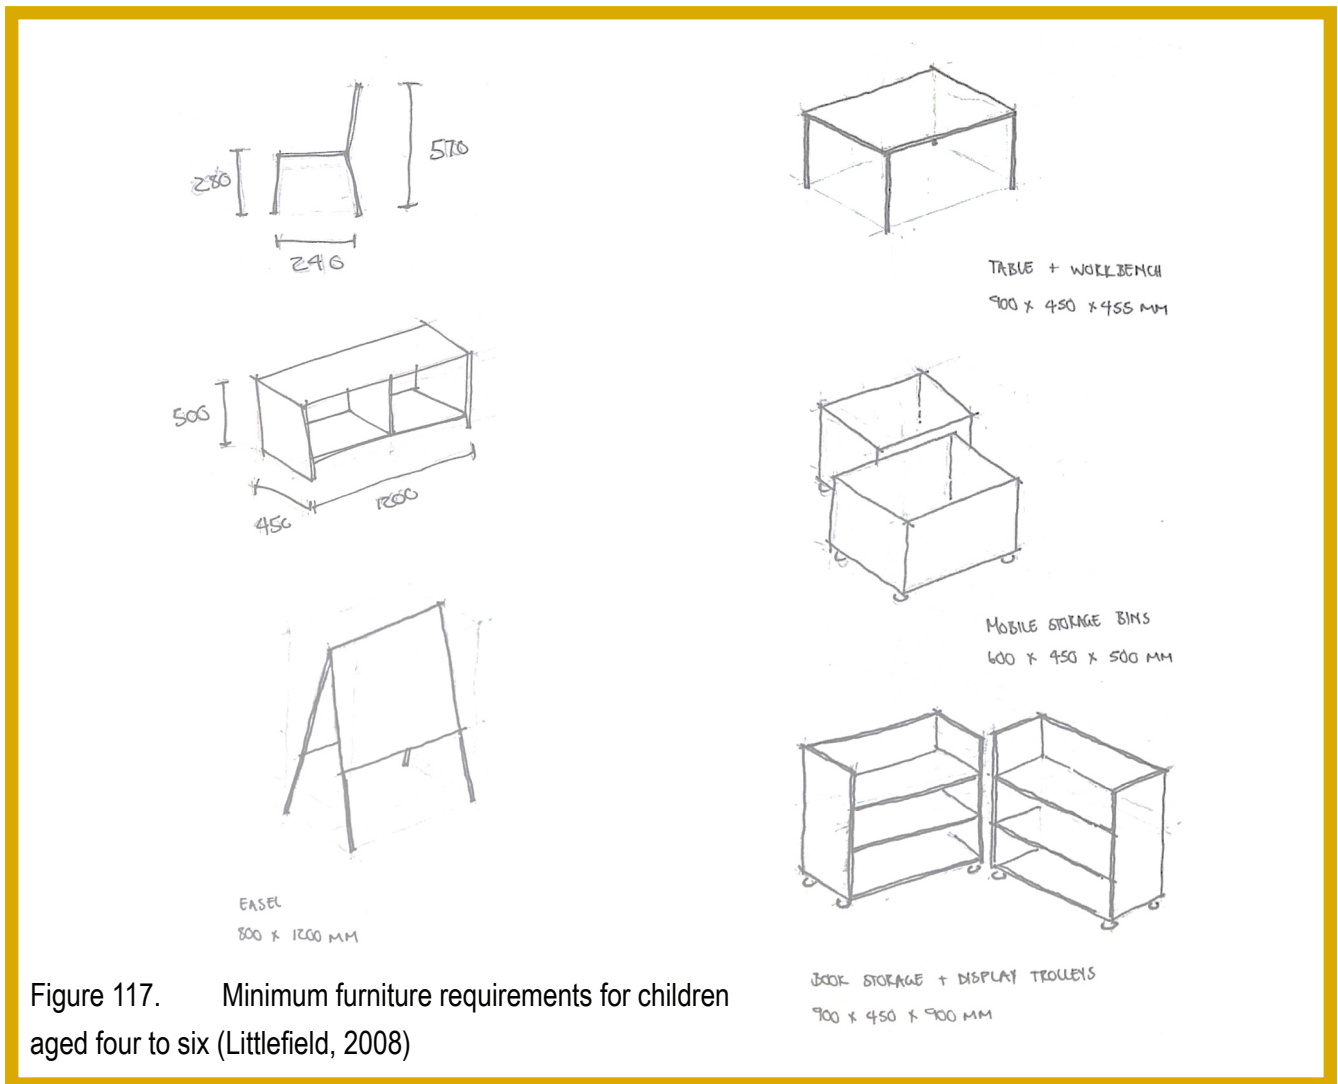 570
280
240
500
450
1200
EASEL
800 x 1200 MM
TABLE + WORKBENCH
900 x 450 x 455 MM
MOBILE STORAGE BINS
600 x 450 x 500 MM
BOOK STORAGE + DISPLAY TROLLEYS
900 x 450 x 900 MM
Figure 117. Minimum furniture requirements for children
aged four to six (Littlefield, 2008)